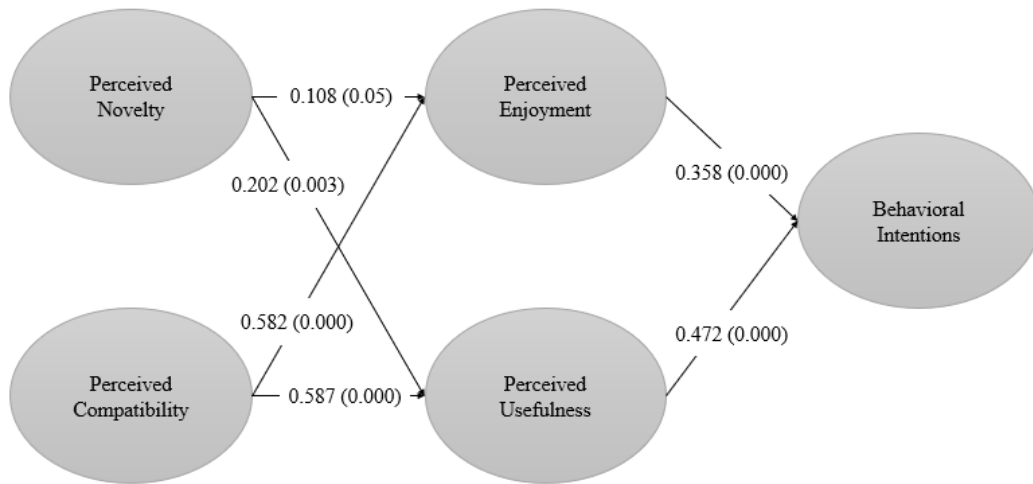 Perceived
Novelty
0.108 (0.05)
Perceived
Enjoyment
0.358 (0.000)
0.202 (0.003)
Behavioral
Intentions
0.582 (0.000)
0.472 (0.000)
Perceived
Compatibility
0.587 (0.000)
Perceived
Usefulness